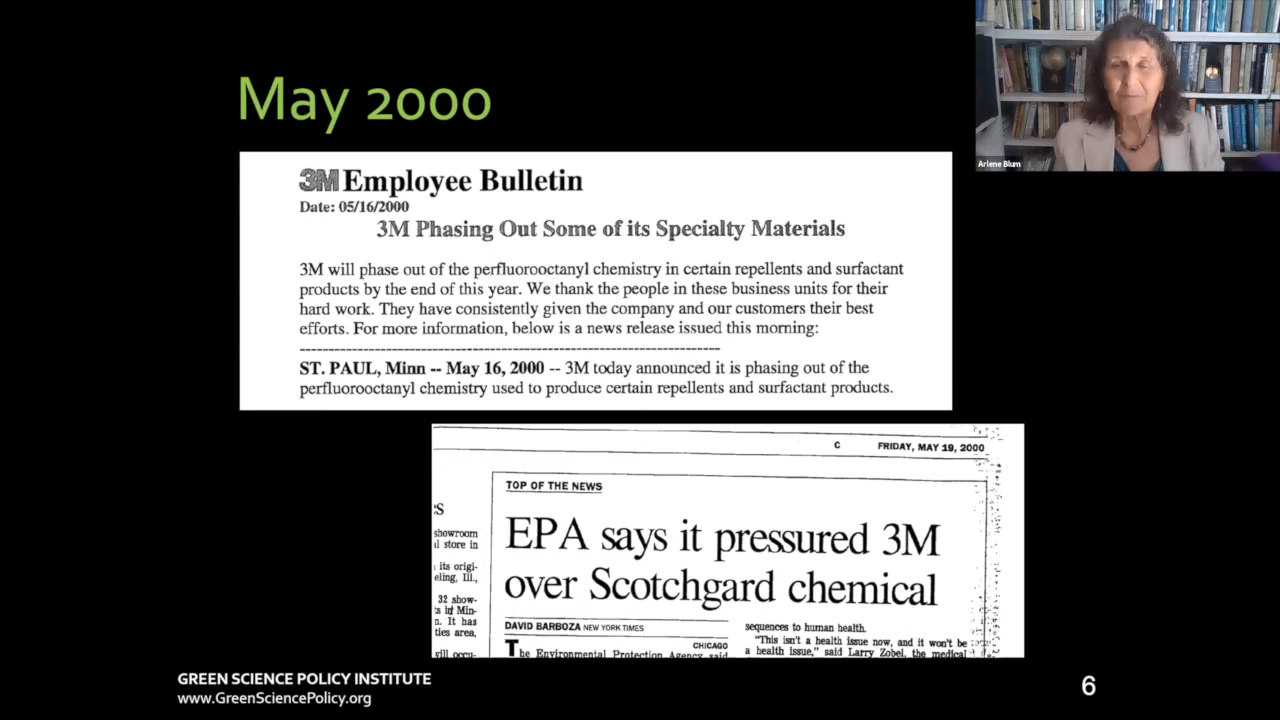 May 2000
Arlene Blum
3M Employee Bulletin
Date: 05/16/2000
3M Phasing Out Some of its Specialty Materials
3M will phase out of the perfluorooctanyl chemistry in certain repellents and surfactant
products by the end of this year. We thank the people in these business units for their
hard work. They have consistently given the company and our customers their best
efforts. For more information, below is a news release issued this morning:
------------------------------------------------------------
ST. PAUL, Minn -- May 16, 2000 -- 3M today announced it is phasing out of the
perfluorooctanyl chemistry used to produce certain repellents and surfactant products.
C FRIDAY, MAY 19, 2000
TOP OF THE NEWS
EPA says it pressured 3M
over Scotchgard chemical
DAVID BARBOZA NEW YORK TIMES
CHICAGO
The Environmental Protection Agency said
sequences to human health.
"This isn't a health issue now, and it won't be
a health issue," said Larry Zobel, the medical
showroom
store in
its origi-
eling, Ill.,
32 show-
in Min-
It has
ties area,
GREEN SCIENCE POLICY INSTITUTE
www.GreenSciencePolicy.org
6